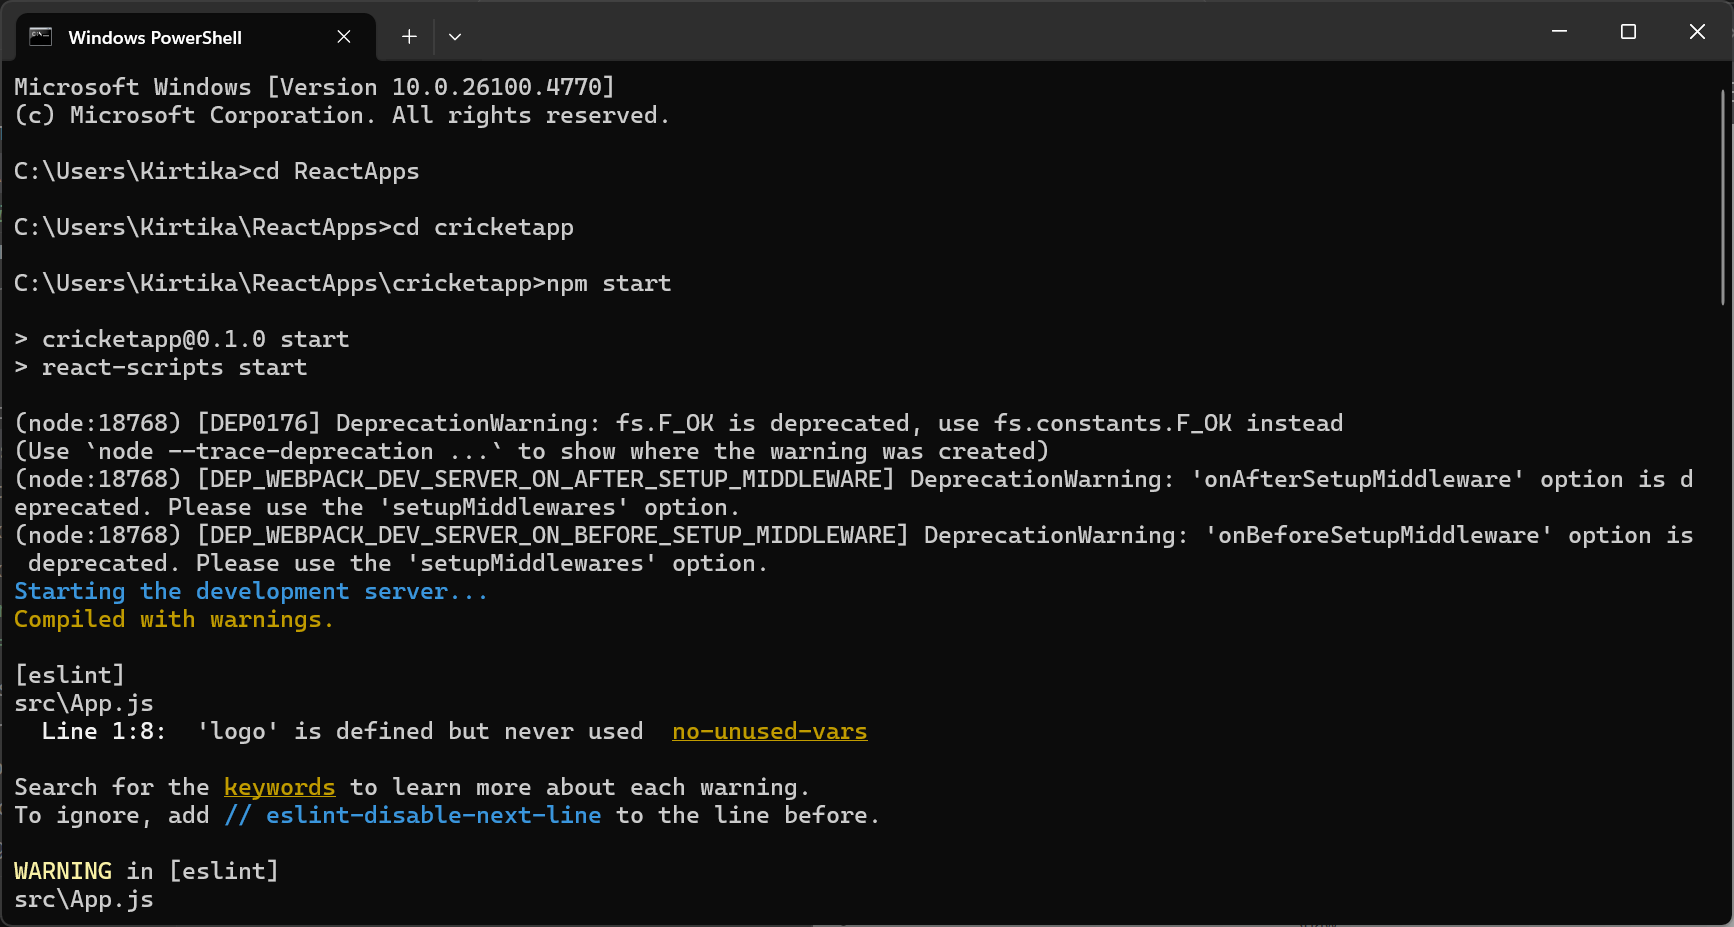 Windows PowerShell
Microsoft Windows [Version 10.0.26100.4770]
(c) Microsoft Corporation. All rights reserved.
C:\Users\Kirtika>cd ReactApps
C:\Users\Kirtika\ReactApps>cd cricketapp
C:\Users\Kirtika\ReactApps\cricketapp>npm start
> cricketapp@0.1.0 start
> react-scripts start
(node:18768) [DEP0176] DeprecationWarning: fs.F_OK is deprecated, use fs.constants.F_OK instead
(Use `node --trace-deprecation ...` to show where the warning was created)
(node:18768) [DEP_WEBPACK_DEV_SERVER_ON_AFTER_SETUP_MIDDLEWARE] DeprecationWarning: 'onAfterSetupMiddleware' option is d
eprecated. Please use the 'setupMiddlewares' option.
(node:18768) [DEP_WEBPACK_DEV_SERVER_ON_BEFORE_SETUP_MIDDLEWARE] DeprecationWarning: 'onBeforeSetupMiddleware' option is
 deprecated. Please use the 'setupMiddlewares' option.
Starting the development server...
Compiled with warnings.
[eslint]
src\App.js
  Line 1:8:  'logo' is defined but never used  no-unused-vars
Search for the keywords to learn more about each warning.
To ignore, add // eslint-disable-next-line to the line before.
WARNING in [eslint]
src\App.js